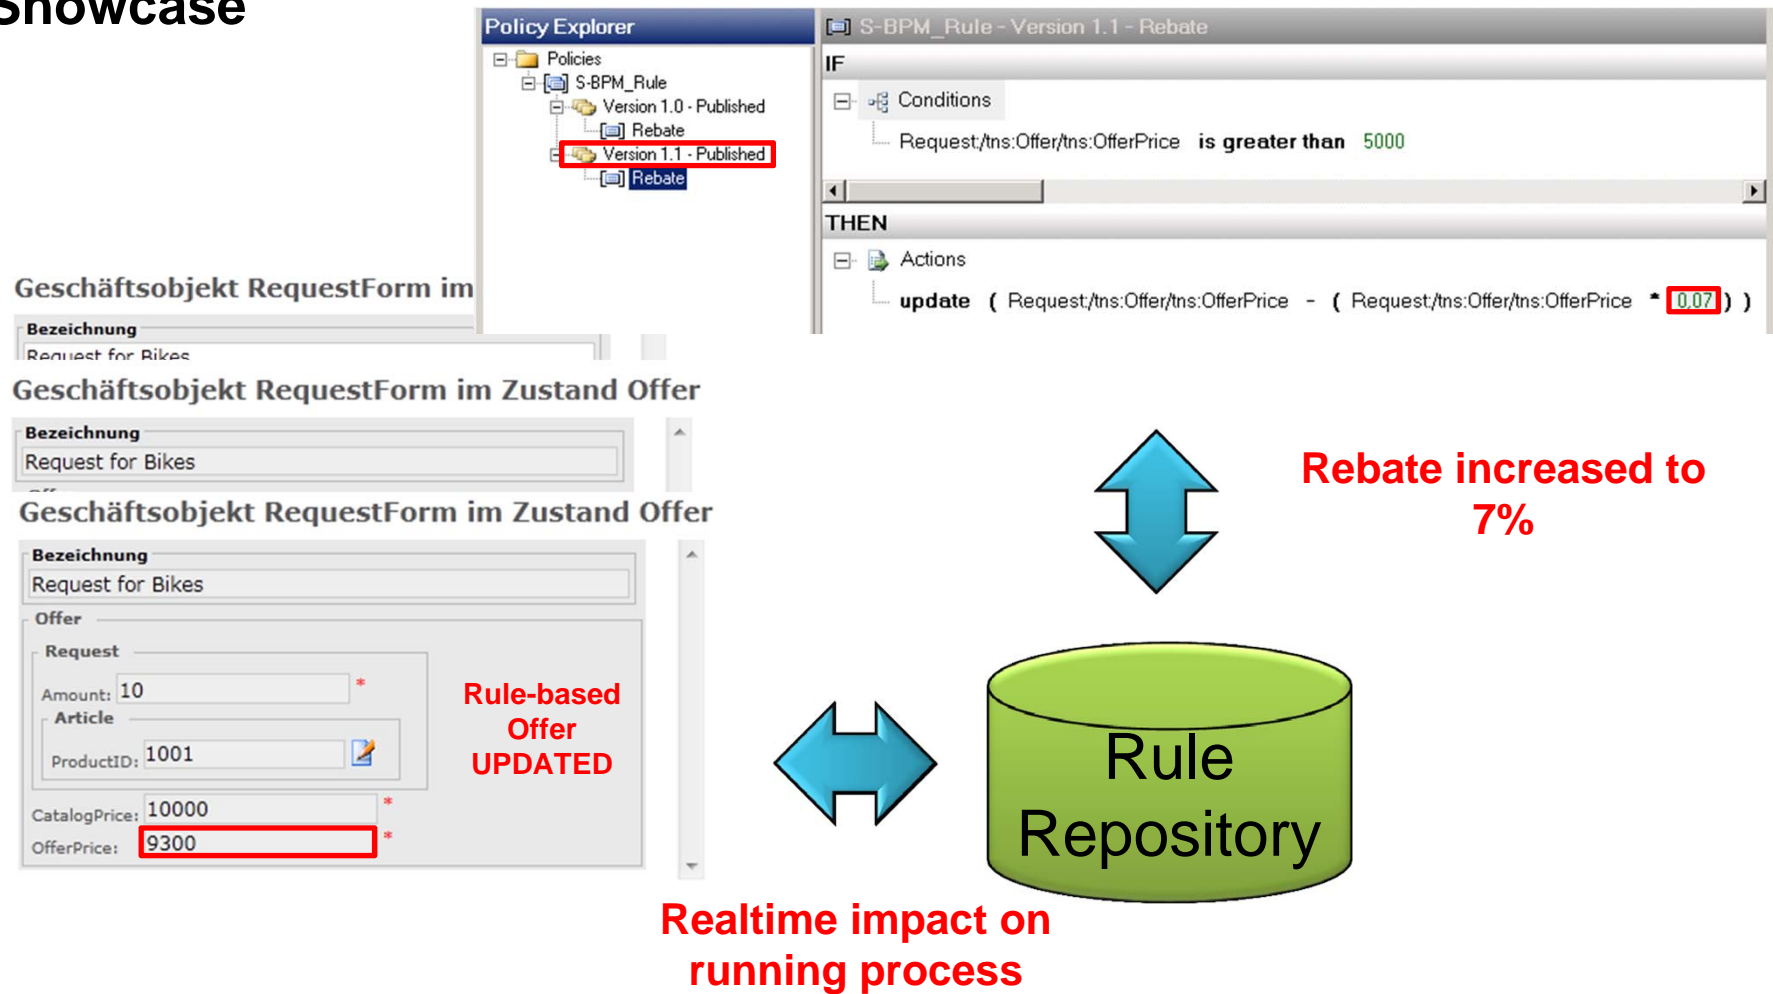 Showcase
Policy Explorer
Policies
S-BPM_Rule
Version 1.0 - Published
Rebate
Version 1.1 - Published
Rebate
S-BPM_Rule - Version 1.1 - Rebate
IF
Conditions
Request:/tns:Offer/tns:OfferPrice is greater than 5000
THEN
Actions
update ( Request:/tns:Offer/tns:OfferPrice - ( Request:/tns:Offer/tns:OfferPrice * 0,07 ) )
Geschäftsobjekt RequestForm im
Bezeichnung
Request for Bikes
Geschäftsobjekt RequestForm im Zustand Offer
Bezeichnung
Request for Bikes
Geschäftsobjekt RequestForm im Zustand Offer
Bezeichnung
Request for Bikes
Offer
Request
Amount: 10 *
Article
ProductID: 1001
CatalogPrice: 10000 *
OfferPrice: 9300 *
Rule-based
Offer
UPDATED
Rebate increased to
7%
Rule
Repository
Realtime impact on
running process